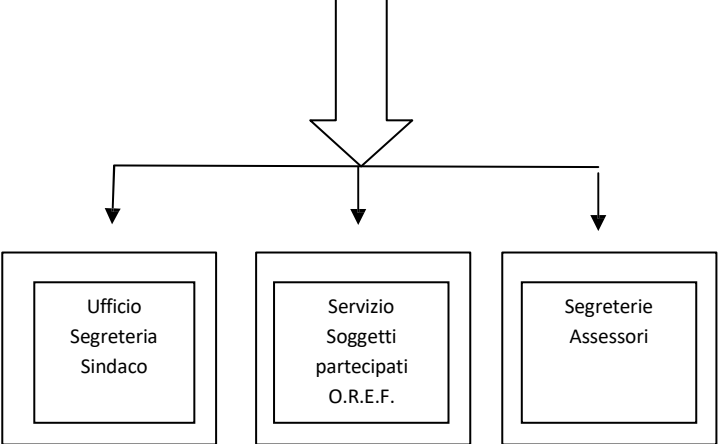 Ufficio
Segreteria
Sindaco
Servizio
Soggetti
partecipati
O.R.E.F.
Segreterie
Assessori